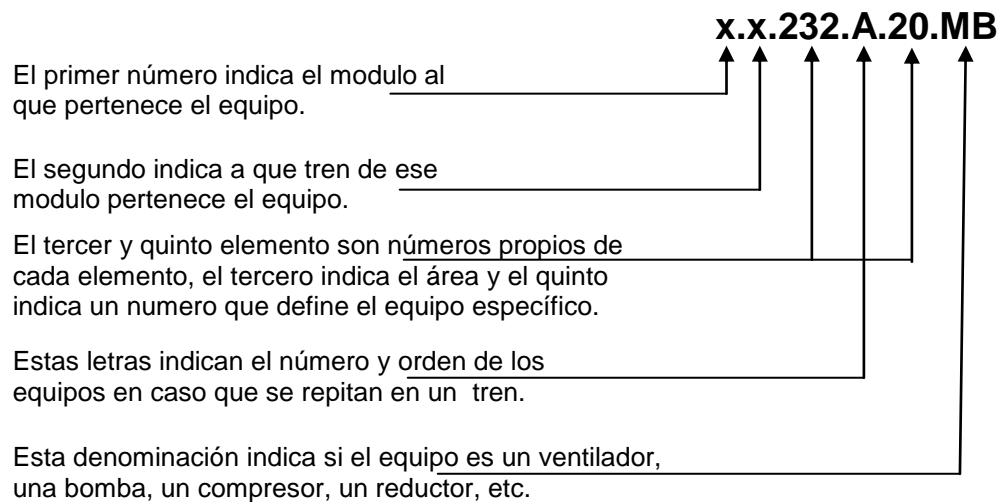 x.x.232.A.20.MB
El primer número indica el modulo al
que pertenece el equipo.
El segundo indica a que tren de ese
modulo pertenece el equipo.
El tercer y quinto elemento son números propios de
cada elemento, el tercero indica el área y el quinto
indica un numero que define el equipo específico.
Estas letras indican el número y orden de los
equipos en caso que se repitan en un tren.
Esta denominación indica si el equipo es un ventilador,
una bomba, un compresor, un reductor, etc.